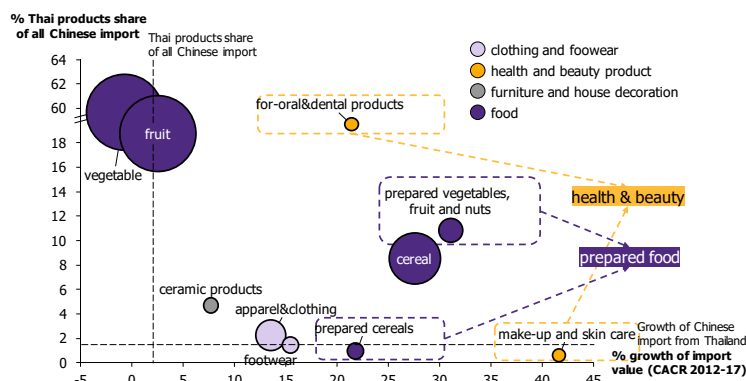 % Thai products share
of all Chinese import
Thai products share
of all Chinese import
clothing and foowear
health and beauty product
furniture and house decoration
food
64
62
60
18
16
14
12
10
8
6
4
2
0
-5
0
5
10
15
20
25
30
35
40
45
50
fruit
vegetable
for-oral&dental products
prepared vegetables,
fruit and nuts
cereal
health & beauty
prepared food
ceramic products
apparel&clothing
footwear
prepared cereals
make-up and skin care
Growth of Chinese
import from Thailand
% growth of import
value (CACR 2012-17)